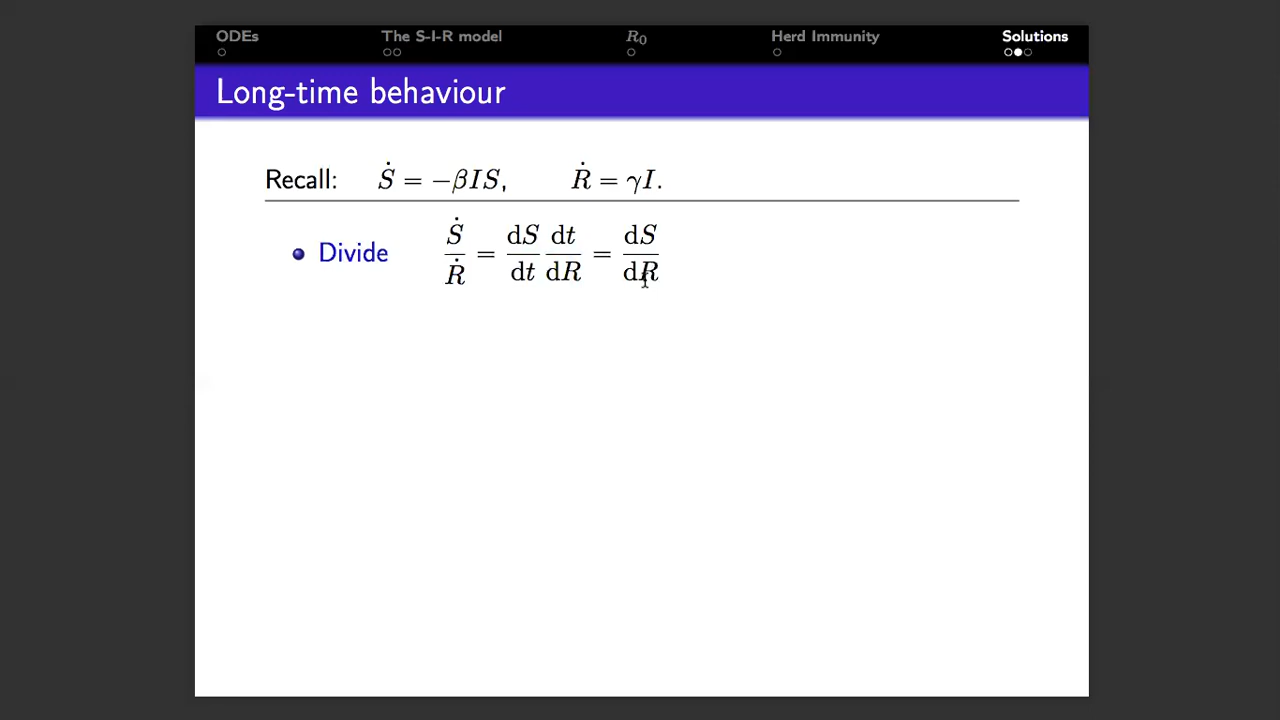 ODEs The S-I-R model R₀ Herd Immunity Solutions
Long-time behaviour
Recall: Ṡ = −βIS, Ṙ = γI.
Divide Ṡ/Ṙ = dS/dt dt/dR = dS/dR